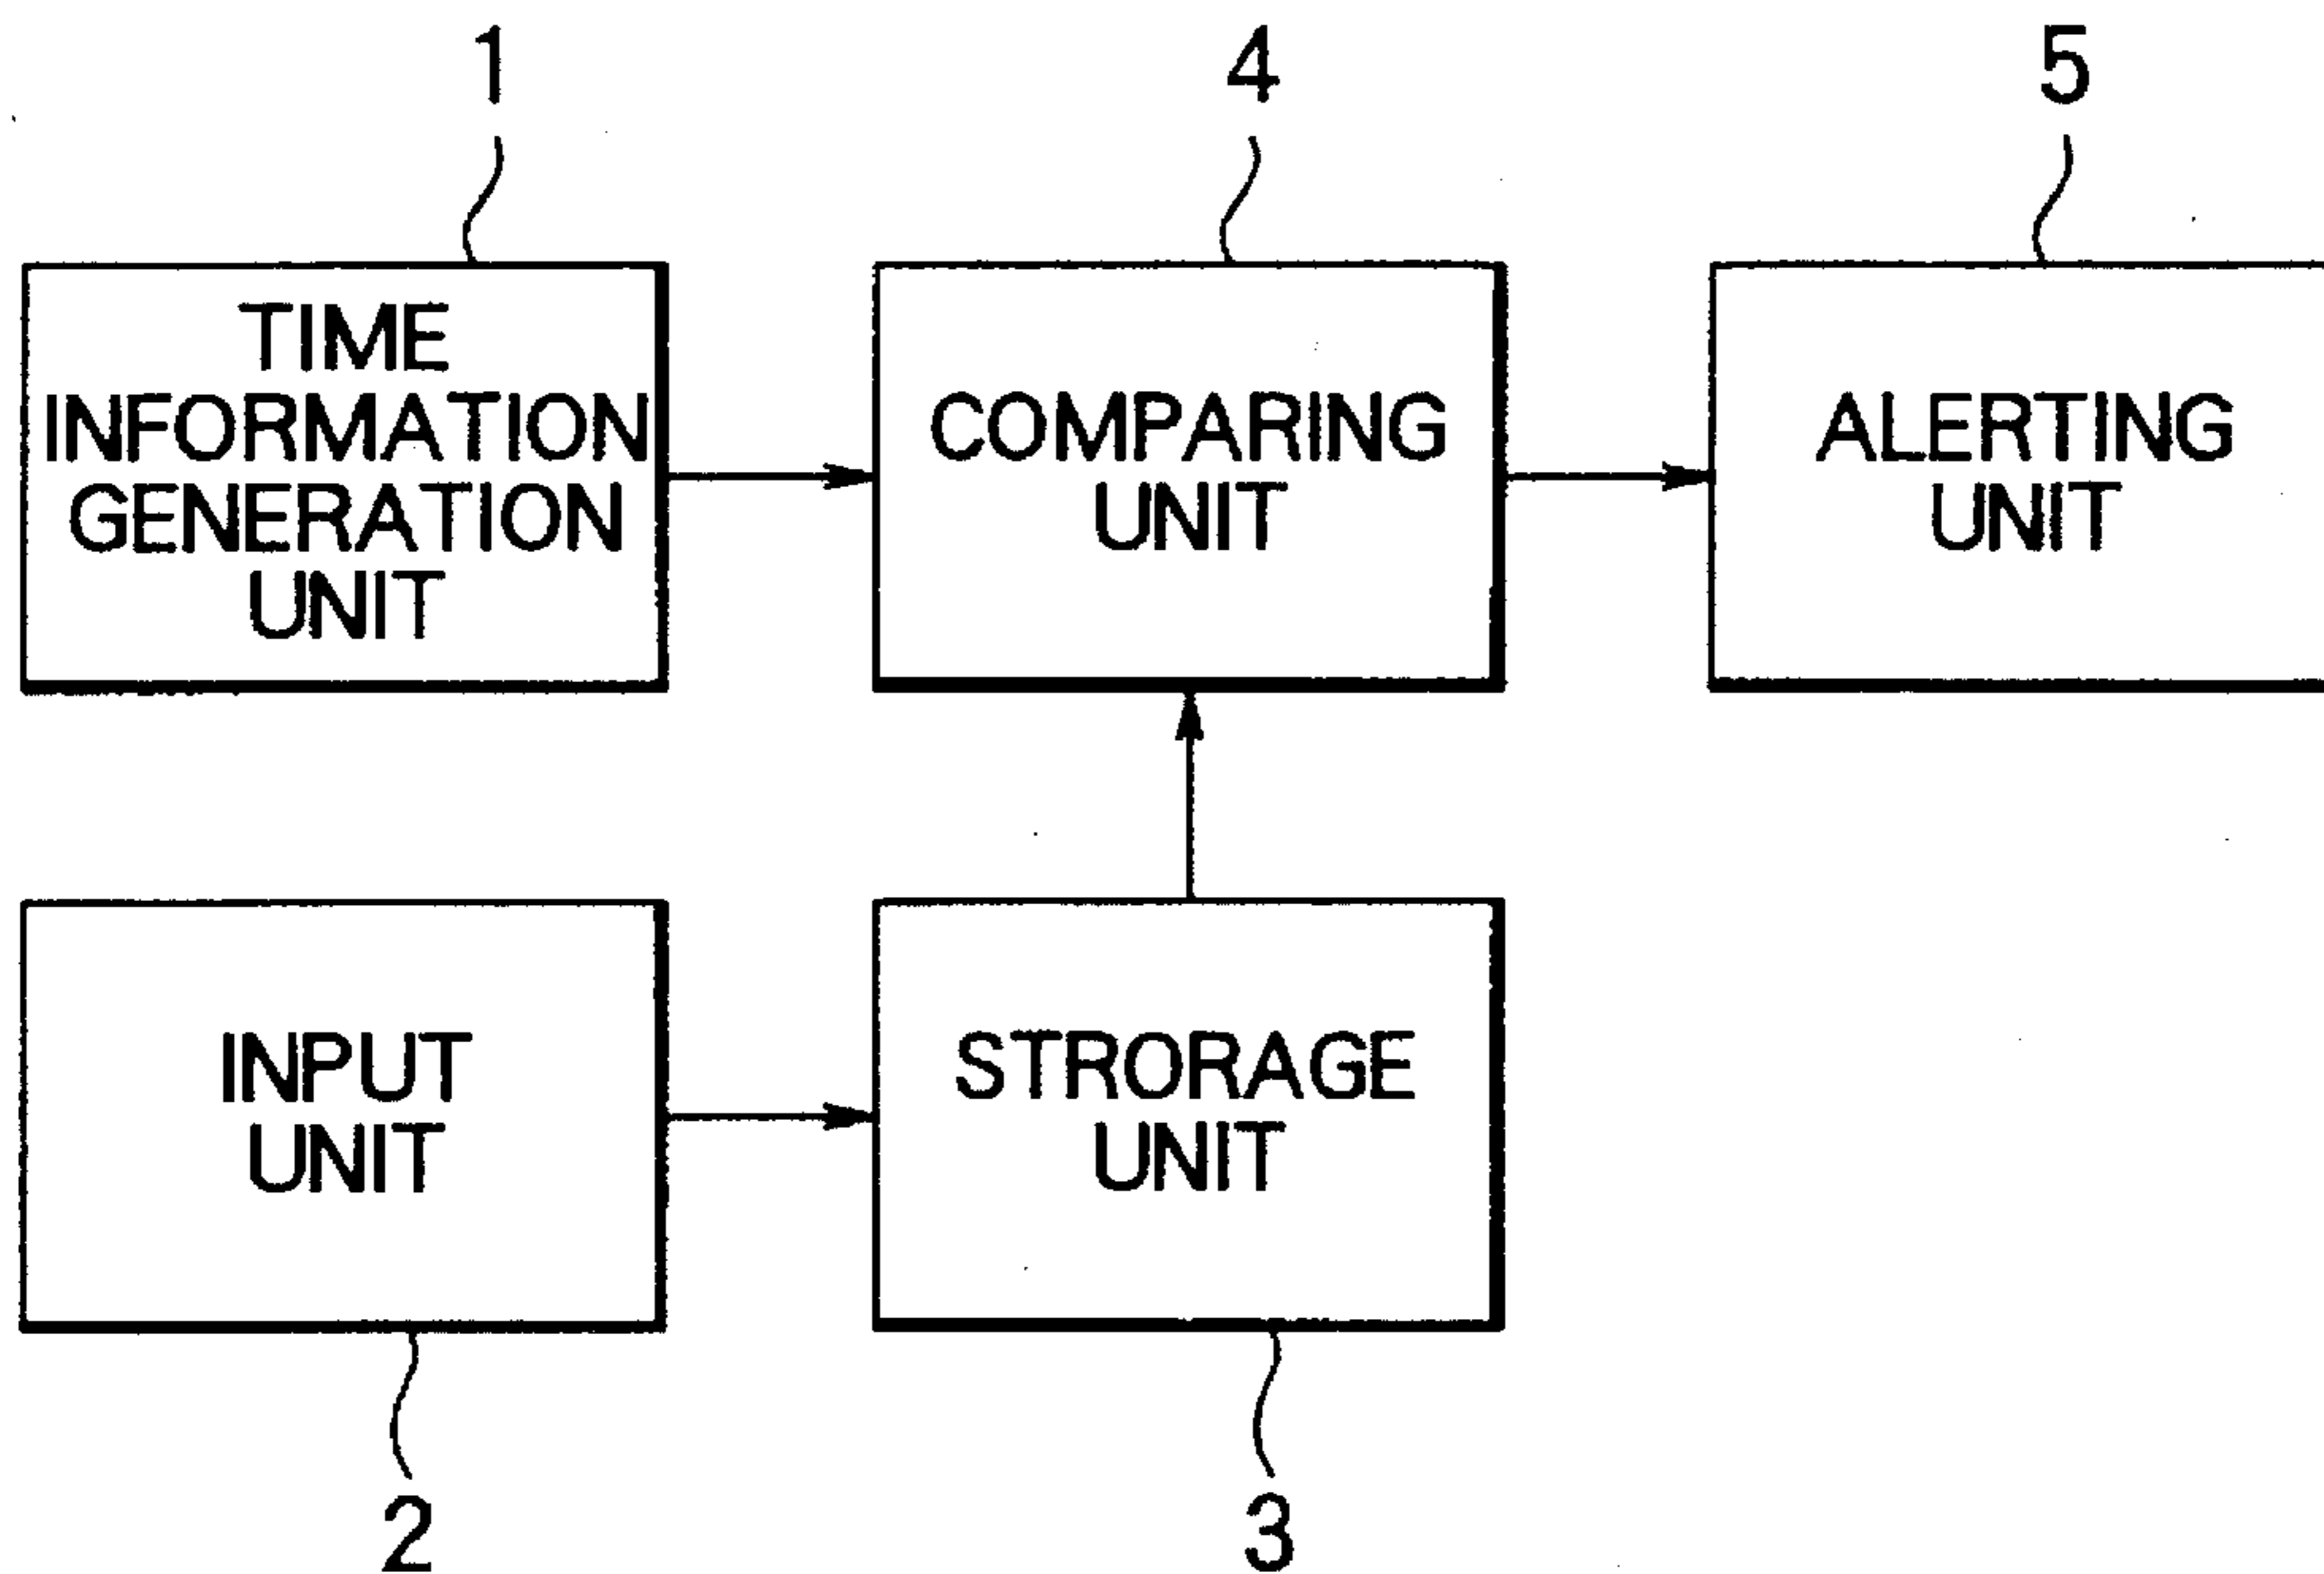 1
4
5
TIME
INFORMATION
GENERATION
UNIT
COMPARING
UNIT
ALERTING
UNIT
INPUT
UNIT
STRORAGE
UNIT
2
3